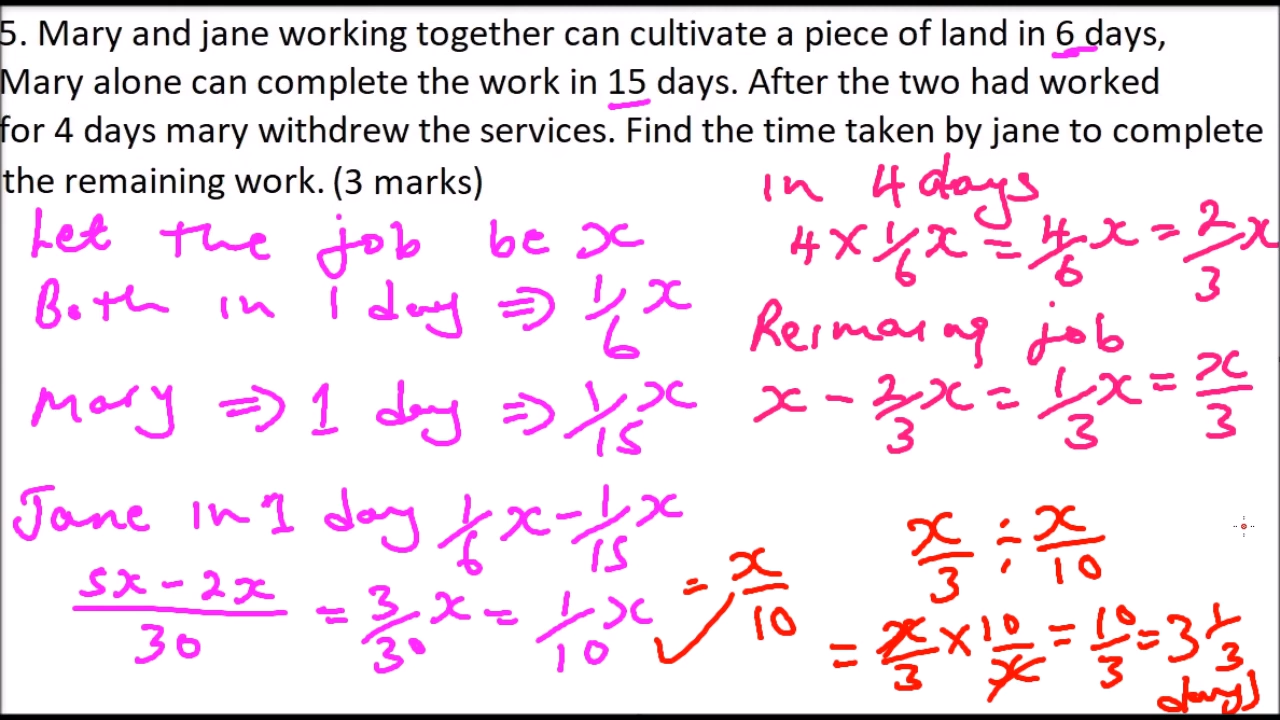 5. Mary and jane working together can cultivate a piece of land in 6 days,
Mary alone can complete the work in 15 days. After the two had worked
for 4 days mary withdrew the services. Find the time taken by jane to complete
the remaining work. (3 marks)
Let the job be x
Both in 1 day ⇒ 1/6 x
Mary ⇒ 1 day ⇒ 1/15 x
Jane in 1 day 1/6 x − 1/15 x
(5x − 2x)/30 = 3/30 x = 1/10 x = x/10
in 4 days
4 × 1/6 x = 4/6 x = 2/3 x
Remaining job
x − 2/3 x = 1/3 x = x/3
x/3 ÷ x/10
= x/3 × 10/x = 10/3 = 3 1/3
days